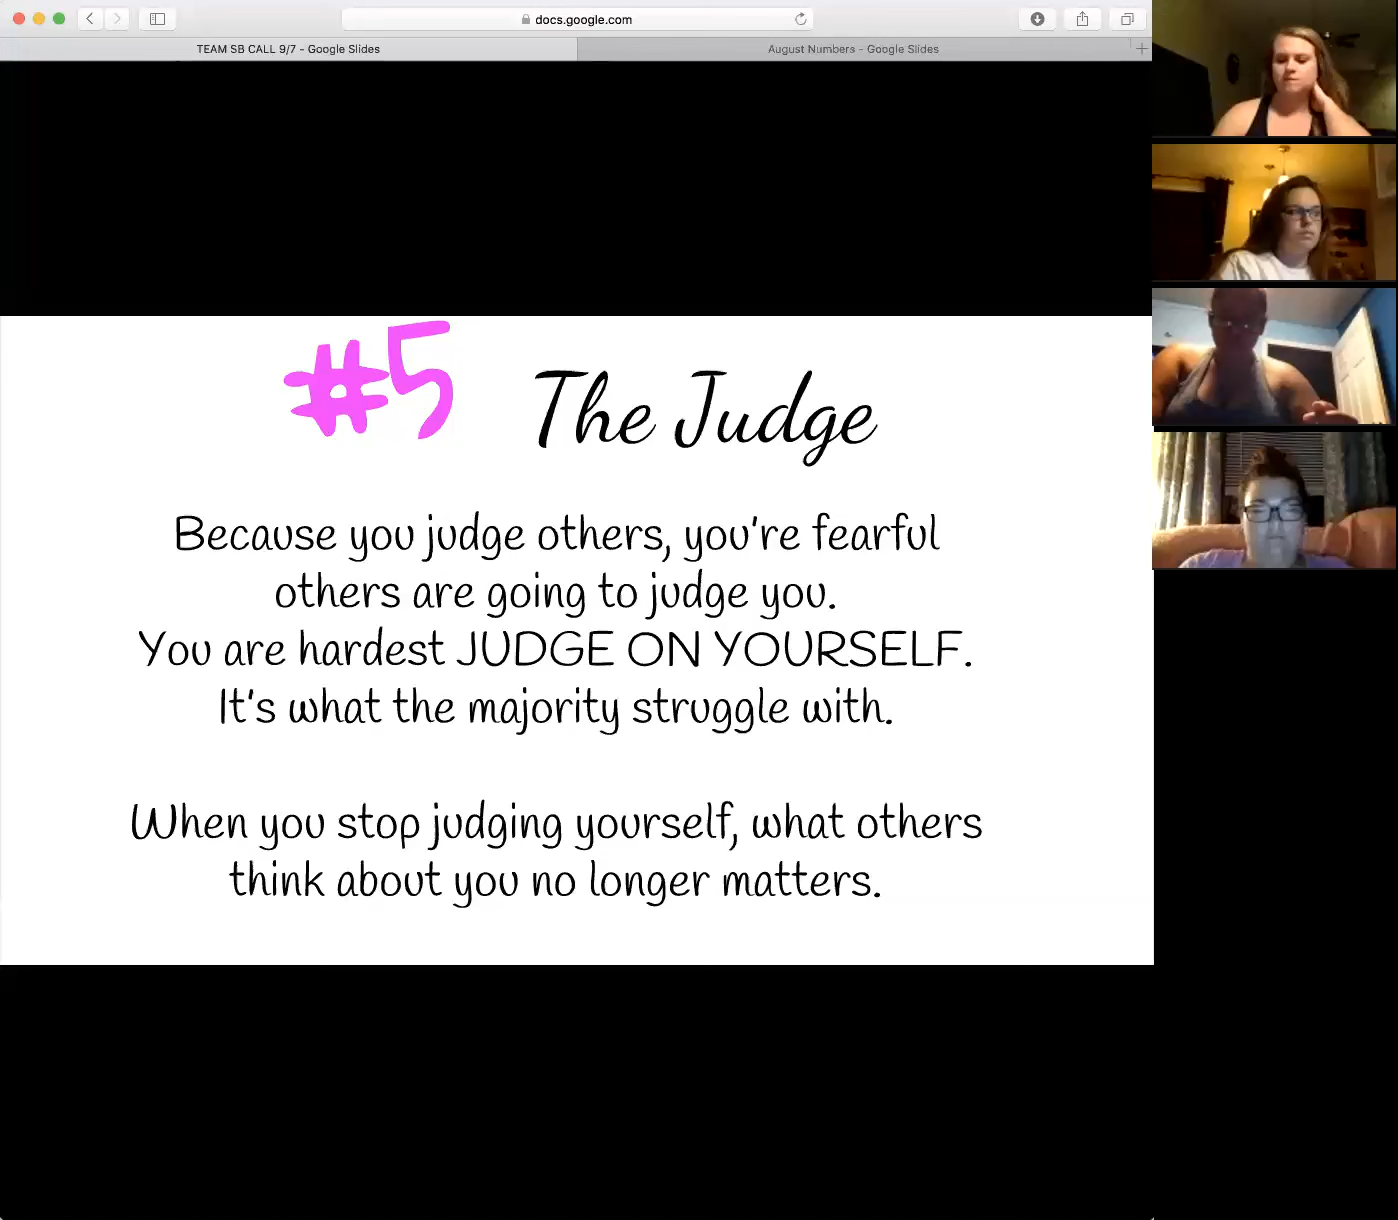 docs.google.com
TEAM SB CALL 9/7 - Google Slides
August Numbers - Google Slides
#5
The Judge
Because you judge others, you're fearful
others are going to judge you.
You are hardest JUDGE ON YOURSELF.
It's what the majority struggle with.
When you stop judging yourself, what others
think about you no longer matters.